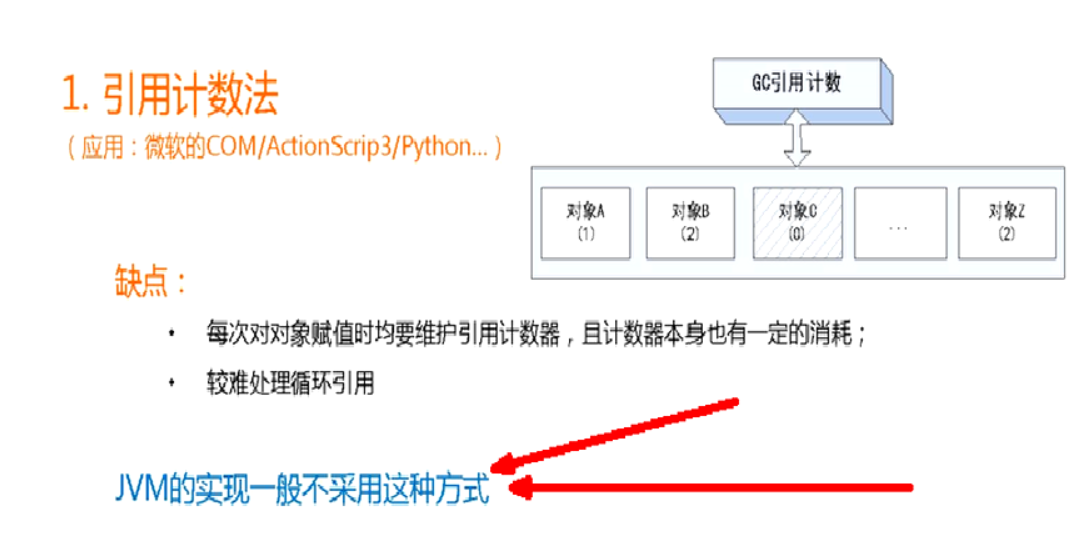 1. 引用计数法
（应用：微软的COM/ActionScrip3/Python...）
GC引用计数
对象A
(1)
对象B
(2)
对象C
(0)
...
对象Z
(2)
缺点：
• 每次对对象赋值时均要维护引用计数器，且计数器本身也有一定的消耗；
• 较难处理循环引用
JVM的实现一般不采用这种方式